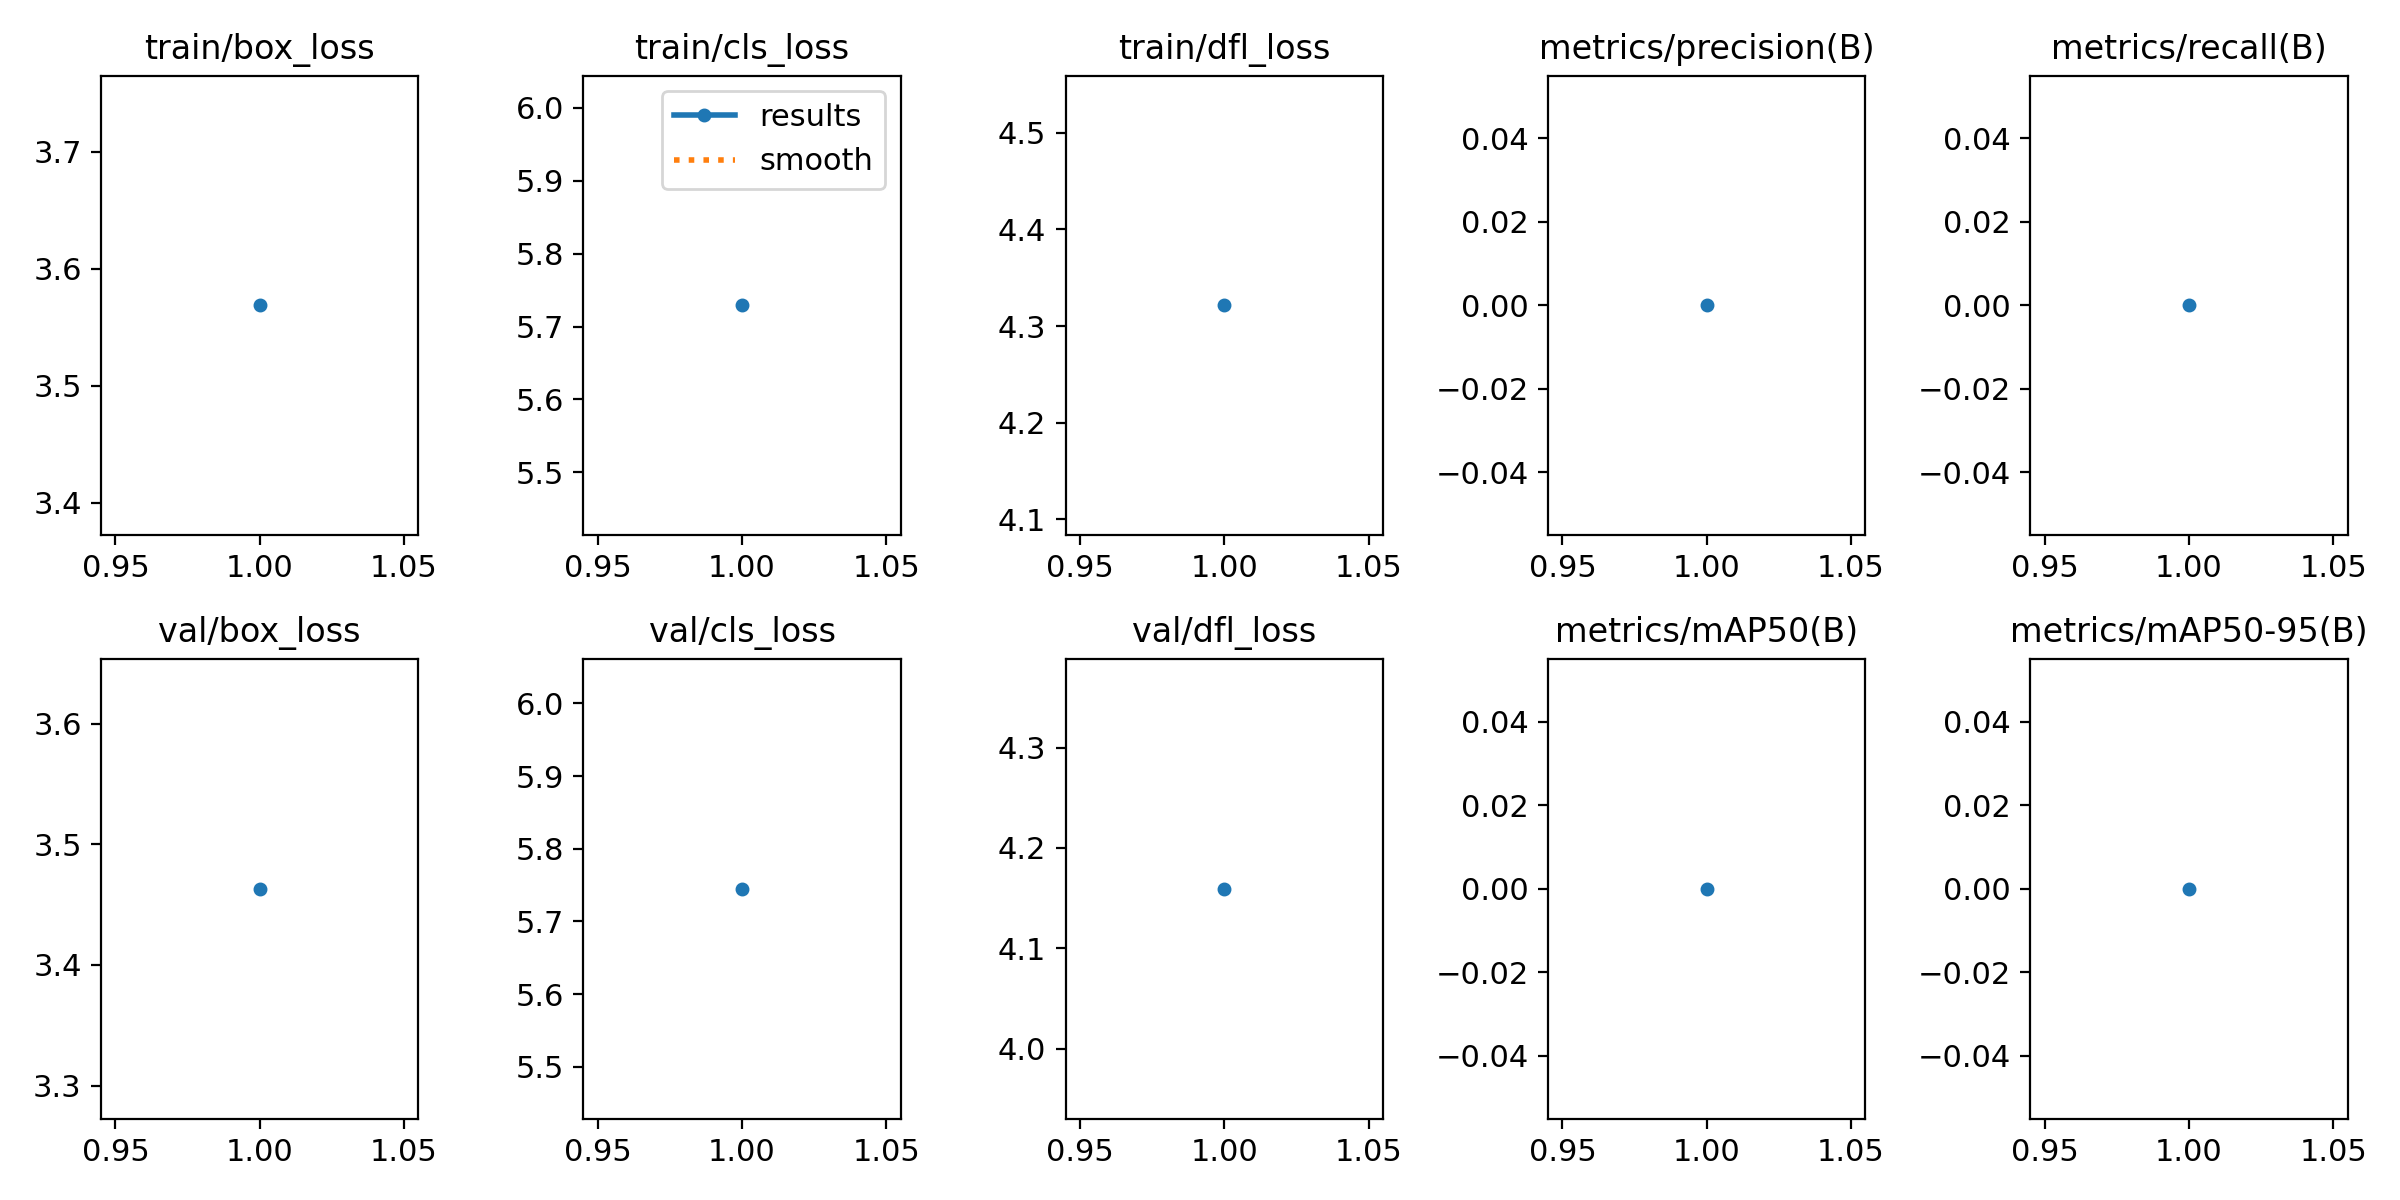 train/box_loss
3.7
3.6
3.5
3.4
0.95 1.00 1.05
train/cls_loss
results
smooth
6.0
5.9
5.8
5.7
5.6
5.5
0.95 1.00 1.05
train/dfl_loss
4.5
4.4
4.3
4.2
4.1
0.95 1.00 1.05
metrics/precision(B)
0.04
0.02
0.00
−0.02
−0.04
0.95 1.00 1.05
metrics/recall(B)
0.04
0.02
0.00
−0.02
−0.04
0.95 1.00 1.05
val/box_loss
3.6
3.5
3.4
3.3
0.95 1.00 1.05
val/cls_loss
6.0
5.9
5.8
5.7
5.6
5.5
0.95 1.00 1.05
val/dfl_loss
4.3
4.2
4.1
4.0
0.95 1.00 1.05
metrics/mAP50(B)
0.04
0.02
0.00
−0.02
−0.04
0.95 1.00 1.05
metrics/mAP50-95(B)
0.04
0.02
0.00
−0.02
−0.04
0.95 1.00 1.05